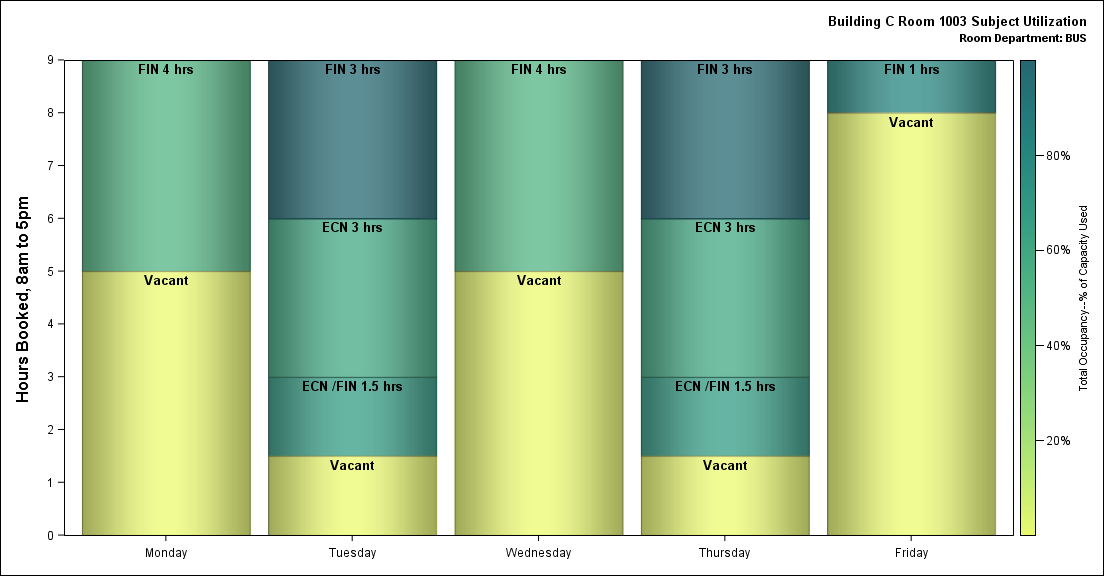 Building C Room 1003 Subject Utilization
Room Department: BUS
Hours Booked, 8am to 5pm
9
8
7
6
5
4
3
2
1
0
FIN 4 hrs
Vacant
FIN 3 hrs
ECN 3 hrs
ECN /FIN 1.5 hrs
Vacant
FIN 4 hrs
Vacant
FIN 3 hrs
ECN 3 hrs
ECN /FIN 1.5 hrs
Vacant
FIN 1 hrs
Vacant
Monday
Tuesday
Wednesday
Thursday
Friday
80%
60%
40%
20%
Total Occupancy--% of Capacity Used